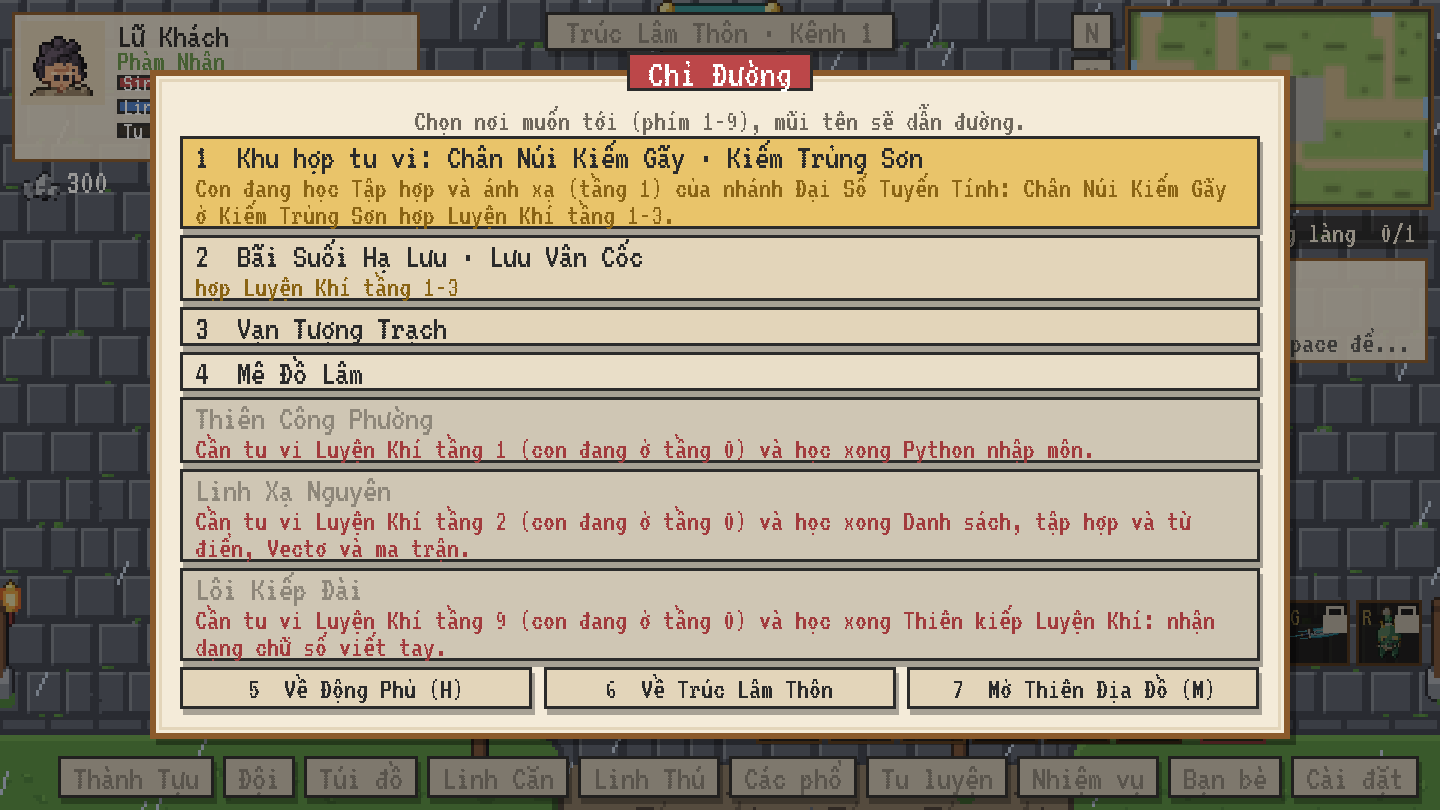 Lữ Khách
Phàm Nhân
Sin
Lin
Tu
300
Trúc Lâm Thôn · Kênh 1
N
Chỉ Đường
Chọn nơi muốn tới (phím 1-9), mũi tên sẽ dẫn đường.
1 Khu hợp tu vi: Chân Núi Kiếm Gãy · Kiếm Trủng Sơn
Con đang học Tập hợp và ánh xạ (tầng 1) của nhánh Đại Số Tuyến Tính: Chân Núi Kiếm Gãy
ở Kiếm Trủng Sơn hợp Luyện Khí tầng 1-3.
2 Bãi Suối Hạ Lưu · Lưu Vân Cốc
hợp Luyện Khí tầng 1-3
3 Vạn Tượng Trạch
4 Mê Đồ Lâm
Thiên Công Phường
Cần tu vi Luyện Khí tầng 1 (con đang ở tầng 0) và học xong Python nhập môn.
Linh Xạ Nguyên
Cần tu vi Luyện Khí tầng 2 (con đang ở tầng 0) và học xong Danh sách, tập hợp và từ
điển, Vectơ và ma trận.
Lôi Kiếp Đài
Cần tu vi Luyện Khí tầng 9 (con đang ở tầng 0) và học xong Thiên kiếp Luyện Khí: nhận
dạng chữ số viết tay.
5 Về Động Phủ (H)
6 Về Trúc Lâm Thôn
7 Mở Thiên Địa Đồ (M)
g làng 0/1
pace để...
G
R
Thành Tựu
Đội
Túi đồ
Linh Căn
Linh Thú
Các phổ
Tu luyện
Nhiệm vụ
Bạn bè
Cài đặt